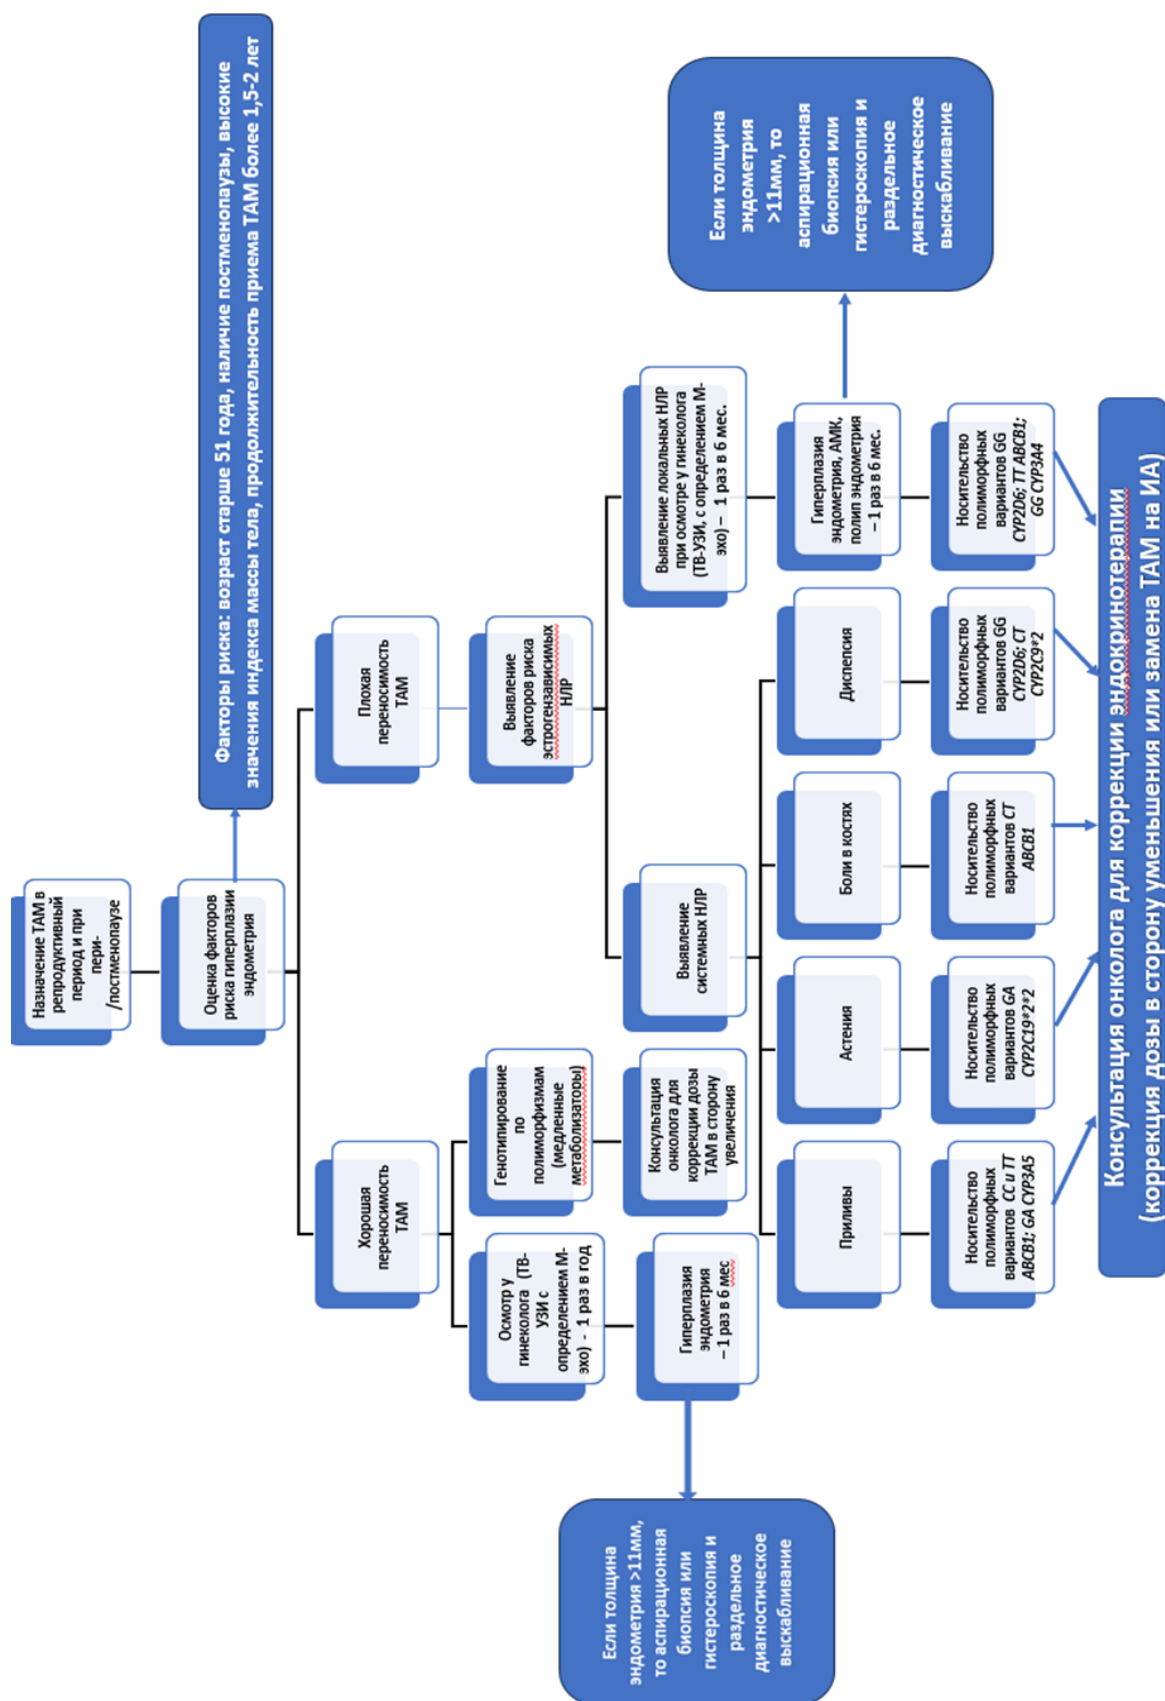 Назначение ТАМ в
репродуктивный
период и при
пери-
/постменопаузе
Оценка факторов
риска гиперплазии
эндометрия
Факторы риска: возраст старше 51 года, наличие постменопаузы, высокие
значения индекса массы тела, продолжительность приема ТАМ более 1,5-2 лет
Хорошая
переносимость
ТАМ
Плохая
переносимость
ТАМ
Осмотр у
гинеколога (ТВ-
УЗИ с
определением М-
эхо) - 1 раз в год
Генотипирование
по
полиморфизмам
(медленные
метаболизаторы)
Выявление
факторов риска
эстрогензависимых
НЛР
Гиперплазия
эндометрия
– 1 раз в 6 мес
Консультация
онколога для
коррекции дозы
ТАМ в сторону
увеличения
Выявление
системных НЛР
Выявление локальных НЛР
при осмотре у гинеколога
(ТВ-УЗИ, с определением М-
эхо) – 1 раз в 6 мес.
Если толщина
эндометрия >11мм,
то аспирационная
биопсия или
гистероскопия и
раздельное
диагностическое
выскабливание
Приливы
Астения
Боли в костях
Диспепсия
Гиперплазия
эндометрия, АМК,
полип эндометрия
– 1 раз в 6 мес.
Если толщина
эндометрия
>11мм, то
аспирационная
биопсия или
гистероскопия и
раздельное
диагностическое
выскабливание
Носительство
полиморфных
вариантов CC и TT
ABCB1; GA CYP3A5
Носительство
полиморфных
вариантов GA
CYP2C19*2*2
Носительство
полиморфных
вариантов CT
ABCB1
Носительство
полиморфных
вариантов GG
CYP2D6; CT
CYP2C9*2
Носительство
полиморфных
вариантов GG
CYP2D6; TT ABCB1;
GG CYP3A4
Консультация онколога для коррекции эндокринотерапии
(коррекция дозы в сторону уменьшения или замена ТАМ на ИА)